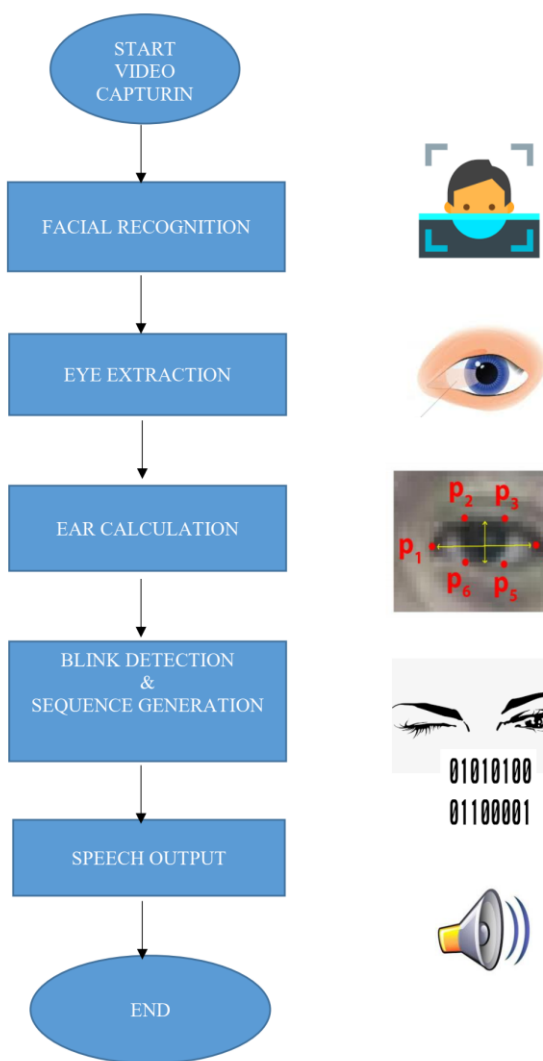 START
VIDEO
CAPTURIN
FACIAL RECOGNITION
EYE EXTRACTION
EAR CALCULATION
p2 p3
p1
p6 p5
BLINK DETECTION
&
SEQUENCE GENERATION
01010100
01100001
SPEECH OUTPUT
END